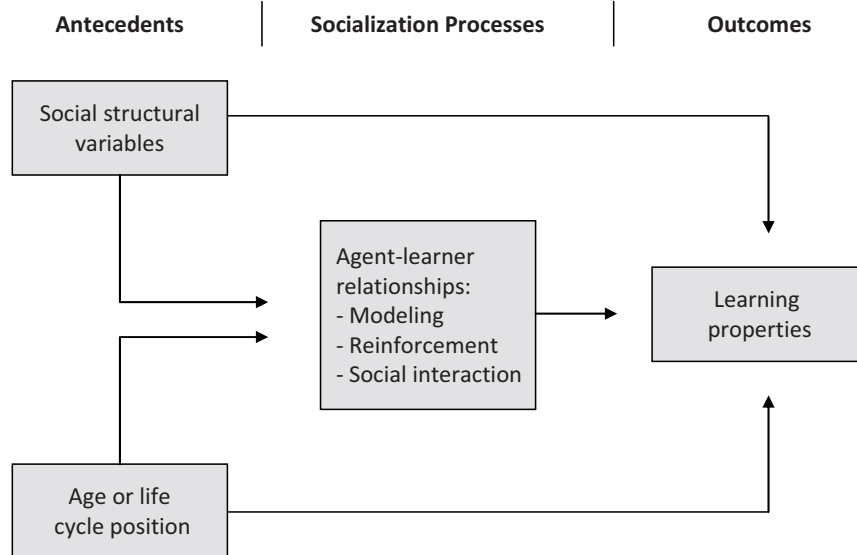 Antecedents
Socialization Processes
Outcomes
Social structural
variables
Agent-learner
relationships:
- Modeling
- Reinforcement
- Social interaction
Learning
properties
Age or life
cycle position